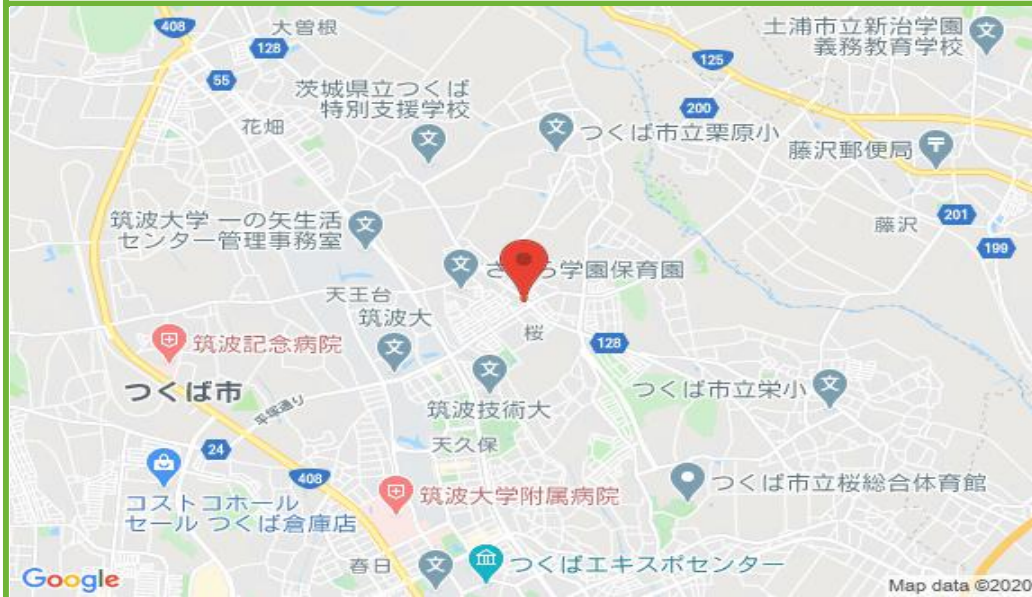 408
大曽根
128
55
土浦市立新治学園
義務教育学校
125
茨城県立つくば
特別支援学校
200
花畑
つくば市立栗原小
藤沢郵便局
筑波大学 一の矢生活
センター管理事務室
201
藤沢
199
学園保育園
天王台
筑波大
桜
128
筑波記念病院
つくば市
つくば市立栄小
平塚通り
筑波技術大
天久保
24
408
コストコホール
セール つくば倉庫店
筑波大学附属病院
つくば市立桜総合体育館
春日
つくばエキスポセンター
Google
Map data ©2020